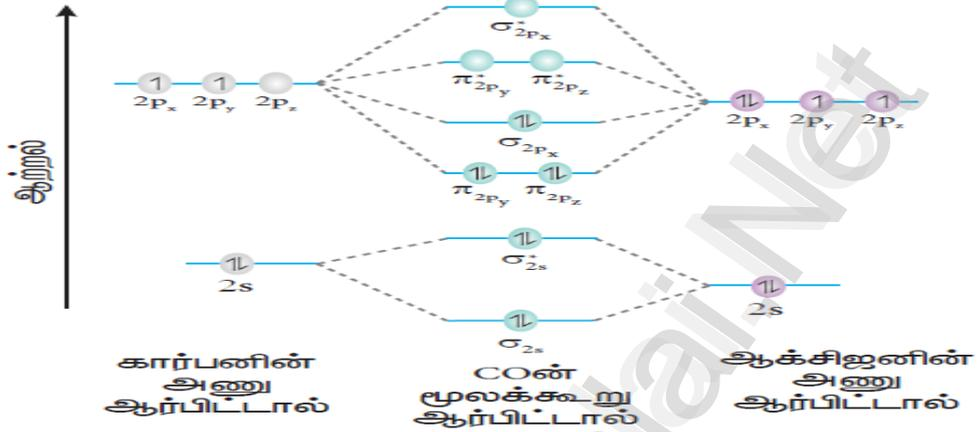 ஆற்றல்
σ*2px
π*2py π*2pz
2px 2py 2pz
2px 2py 2pz
σ2px
π2py π2pz
2s
σ*2s
2s
σ2s
கார்பனின்
அணு
ஆர்பிட்டால்
COன்
மூலக்கூறு
ஆர்பிட்டால்
ஆக்சிஜனின்
அணு
ஆர்பிட்டால்